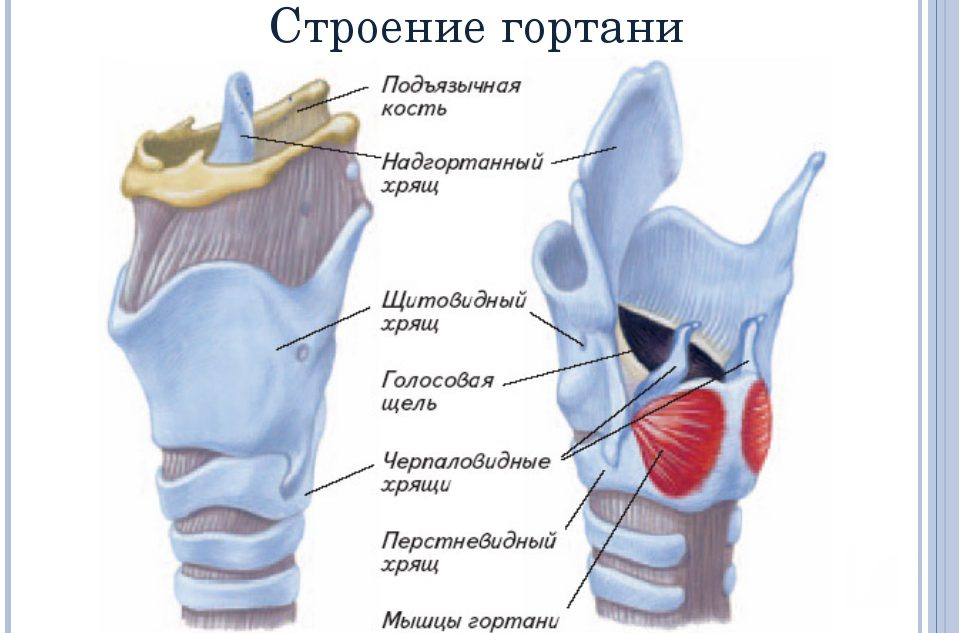 Строение гортани
Подъязычная
кость
Надгортанный
хрящ
Щитовидный
хрящ
Голосовая
щель
Черпаловидные
хрящи
Перстневидный
хрящ
Мышцы гортани